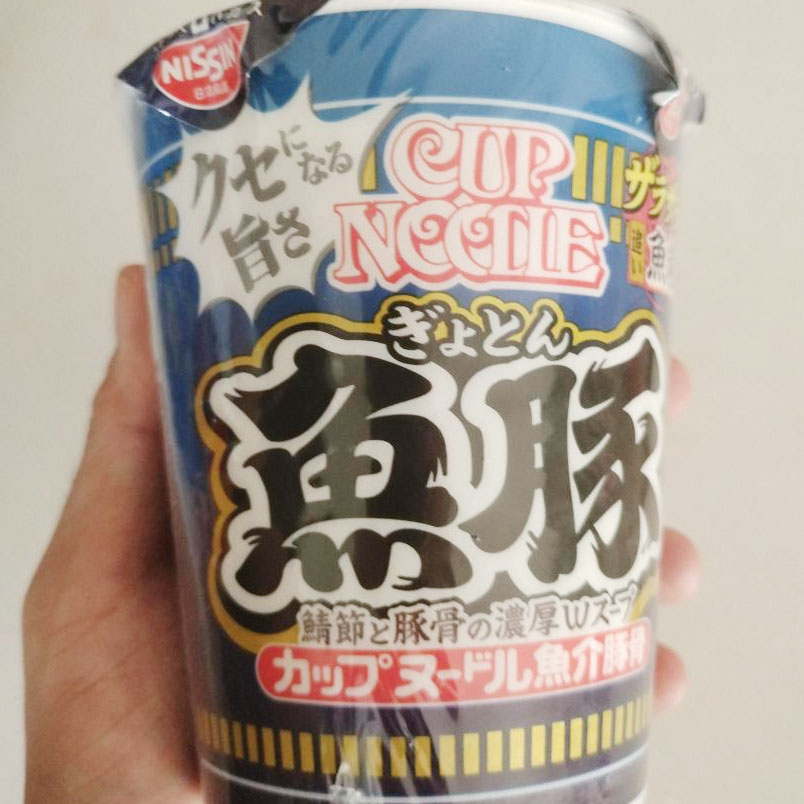 NISSIN
クセになる
旨さ
CUP
NOODLE
ぎょとん
魚豚
鯖節と豚骨の濃厚Wスープ
カップヌードル魚介豚骨